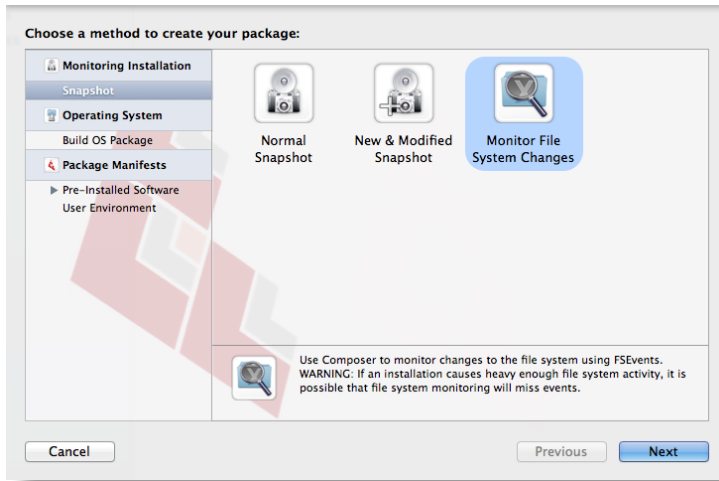 Choose a method to create your package:
Monitoring Installation
Snapshot
Operating System
Build OS Package
Package Manifests
Pre-Installed Software
User Environment
Normal
Snapshot
New & Modified
Snapshot
Monitor File
System Changes
Use Composer to monitor changes to the file system using FSEvents.
WARNING: If an installation causes heavy enough file system activity, it is
possible that file system monitoring will miss events.
Cancel
Previous
Next